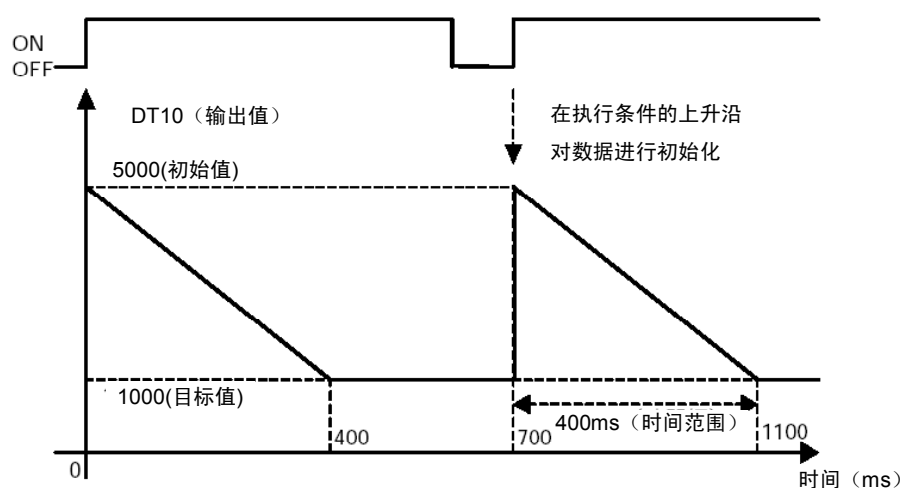 ON
OFF
DT10（输出值）
在执行条件的上升沿
对数据进行初始化
5000(初始值)
1000(目标值)
400ms（时间范围）
0
400
700
1100
时间（ms）